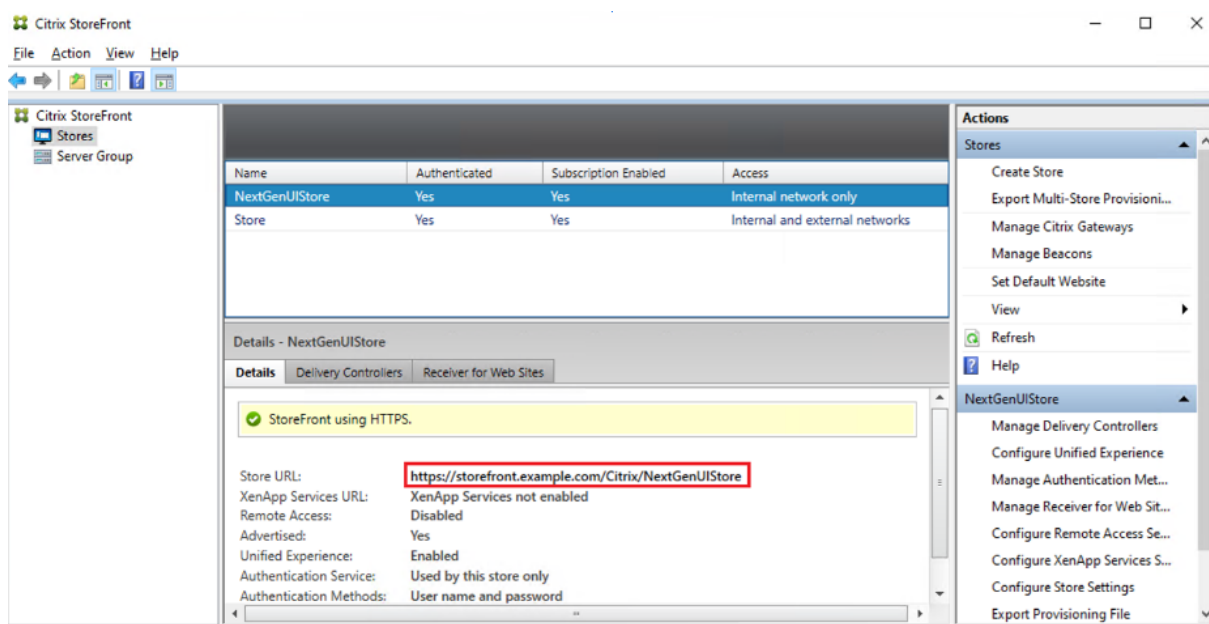 Citrix StoreFront
File Action View Help
Citrix StoreFront
Stores
Server Group
Name Authenticated Subscription Enabled Access
NextGenUIStore Yes Yes Internal network only
Store Yes Yes Internal and external networks
Details - NextGenUIStore
Details Delivery Controllers Receiver for Web Sites
StoreFront using HTTPS.
Store URL: https://storefront.example.com/Citrix/NextGenUIStore
XenApp Services URL: XenApp Services not enabled
Remote Access: Disabled
Advertised: Yes
Unified Experience: Enabled
Authentication Service: Used by this store only
Authentication Methods: User name and password
Actions
Stores
Create Store
Export Multi-Store Provisioni...
Manage Citrix Gateways
Manage Beacons
Set Default Website
View
Refresh
Help
NextGenUIStore
Manage Delivery Controllers
Configure Unified Experience
Manage Authentication Met...
Manage Receiver for Web Sit...
Configure Remote Access Se...
Configure XenApp Services S...
Configure Store Settings
Export Provisioning File